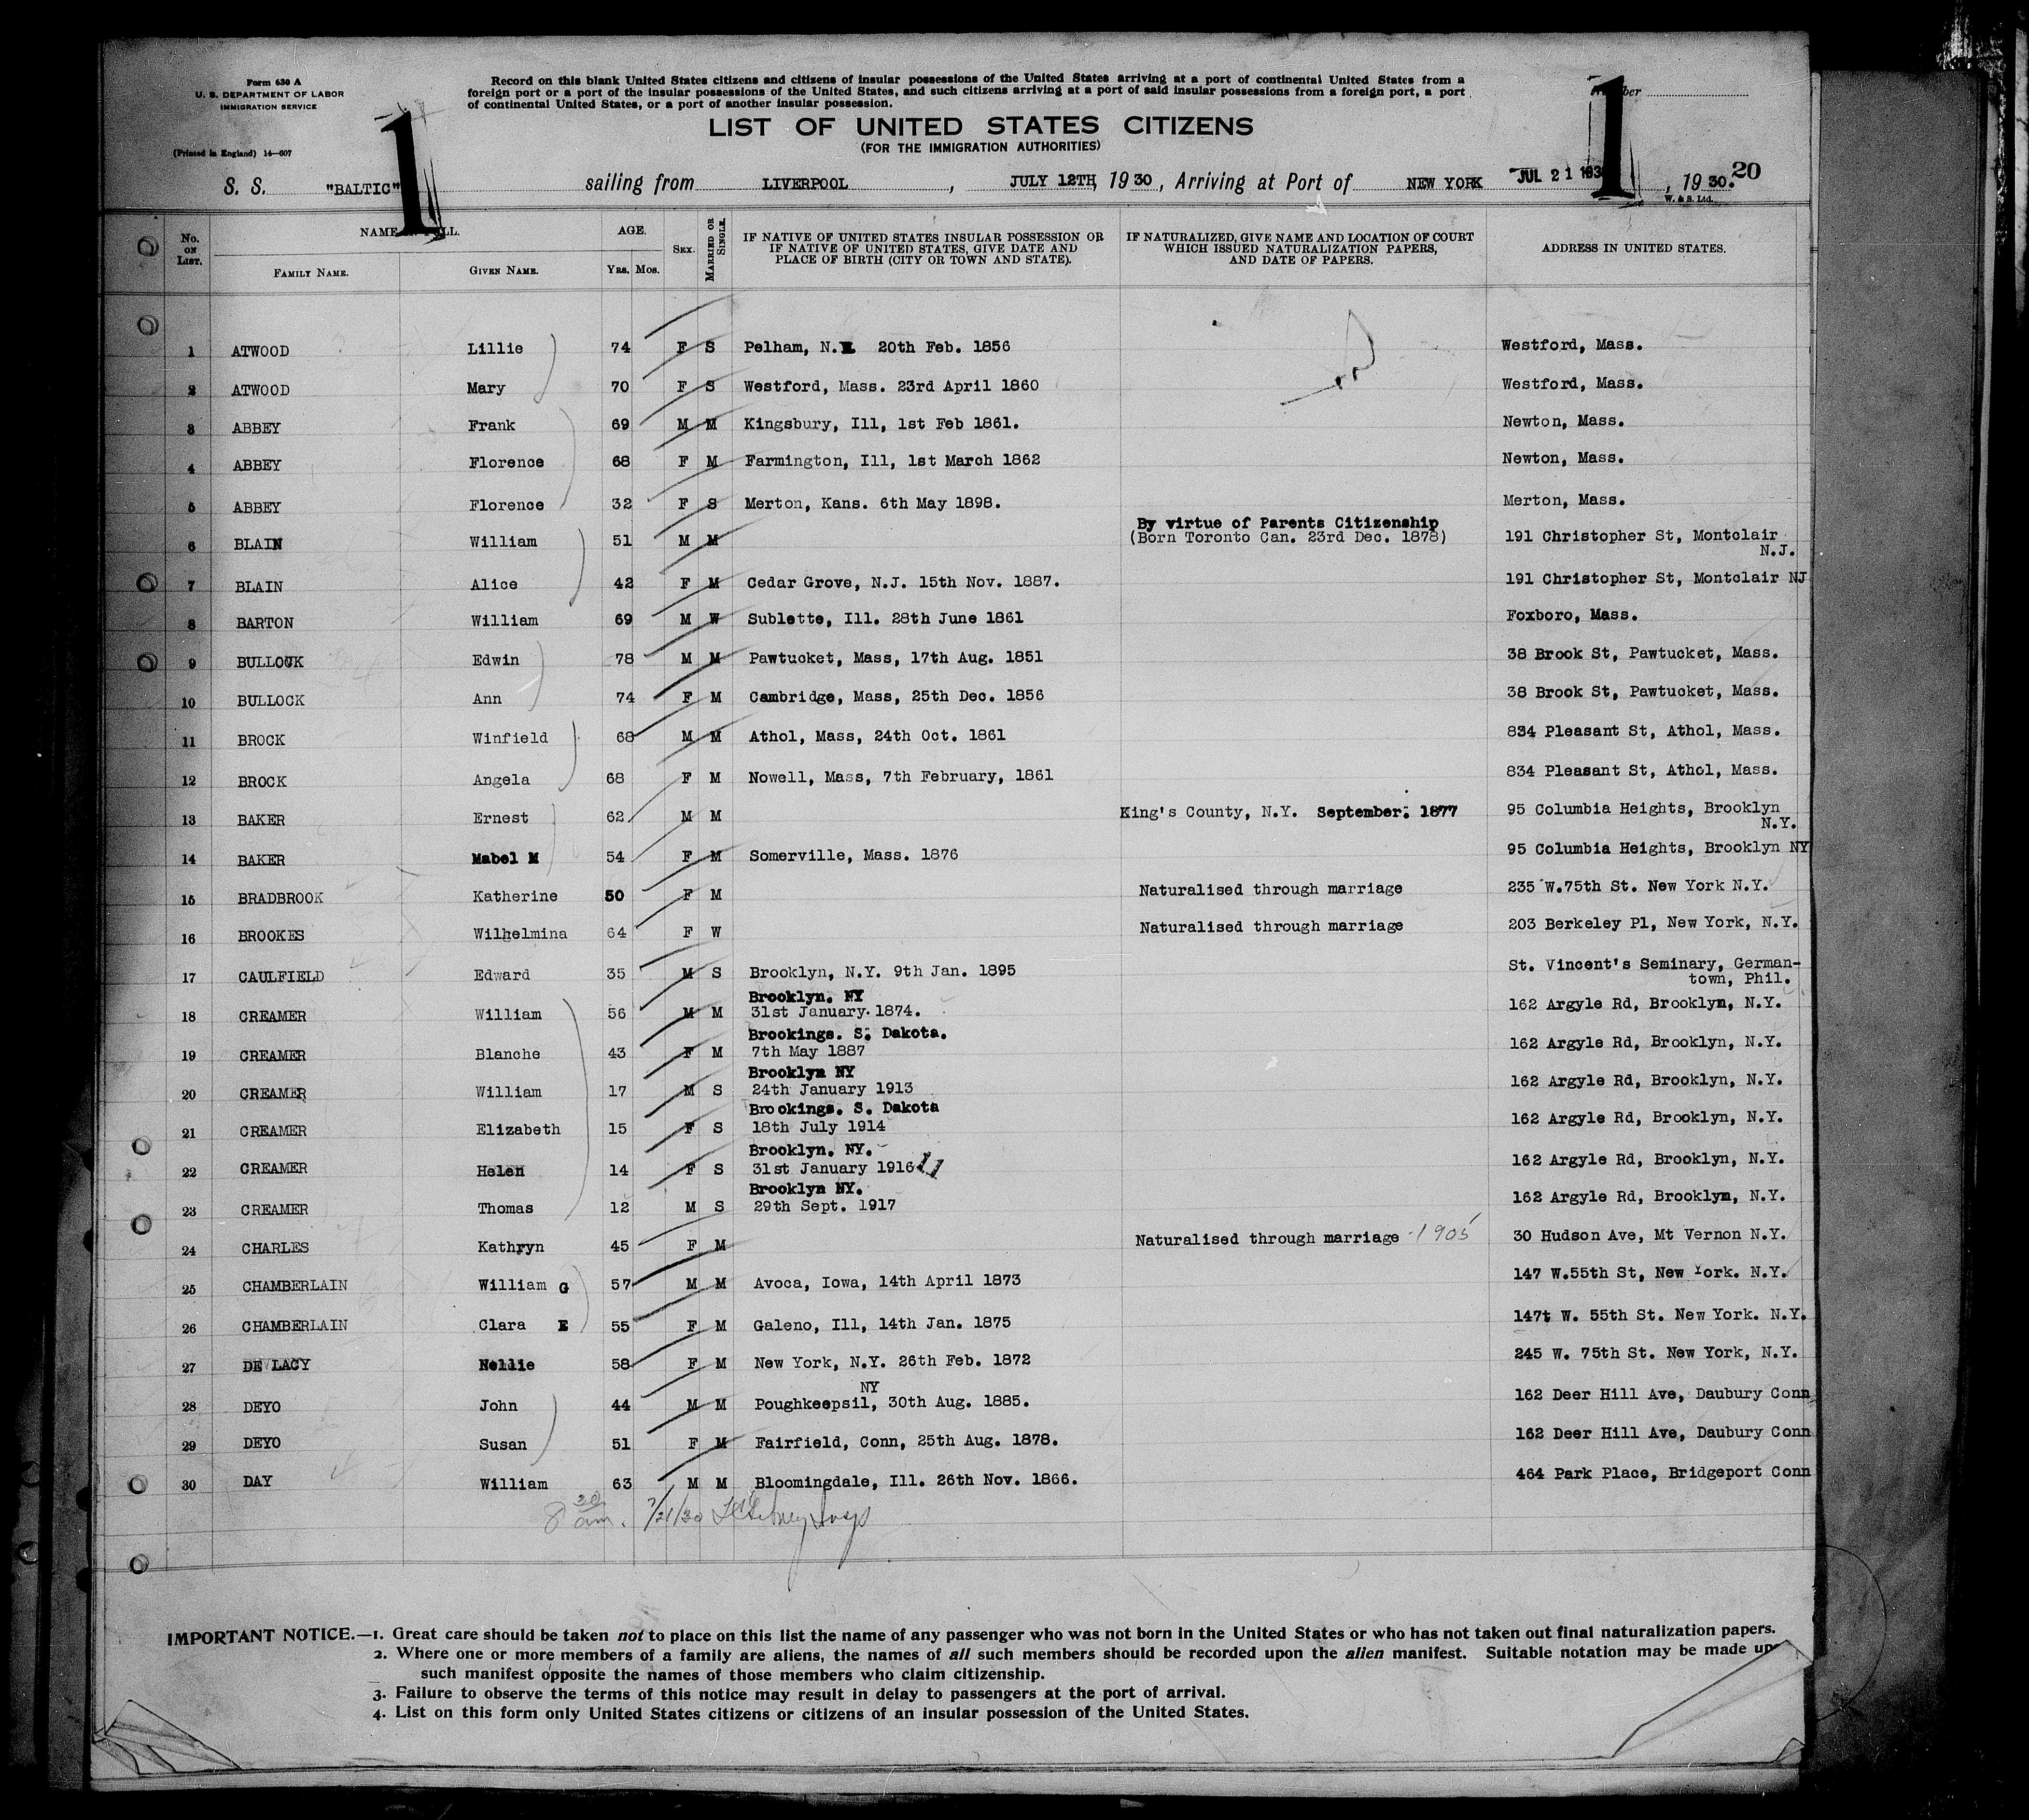 Form 630 A
U. S. DEPARTMENT OF LABOR
IMMIGRATION SERVICE
(Printed in England) 14—607
Record on this blank United States citizens and citizens of insular possessions of the United States arriving at a port of continental United States from a
foreign port or a port of the insular possessions of the United States, and such citizens arriving at a port of said insular possessions from a foreign port, a port
of continental United States, or a port of another insular possession.
1
1
LIST OF UNITED STATES CITIZENS
(FOR THE IMMIGRATION AUTHORITIES)
S. S. "BALTIC" sailing from LIVERPOOL, JULY 12TH, 1930, Arriving at Port of NEW YORK JUL 21 1930, 1930. 20
W. & S. Ltd.
No. on List. NAME IN FULL. AGE. Sex. Married or Single. IF NATIVE OF UNITED STATES INSULAR POSSESSION OR IF NATIVE OF UNITED STATES, GIVE DATE AND PLACE OF BIRTH (CITY OR TOWN AND STATE). IF NATURALIZED, GIVE NAME AND LOCATION OF COURT WHICH ISSUED NATURALIZATION PAPERS, AND DATE OF PAPERS. ADDRESS IN UNITED STATES.
Family Name. Given Name. Yrs. Mos.
1 ATWOOD Lillie 74 F S Pelham, N. 20th Feb. 1856 Westford, Mass.
2 ATWOOD Mary 70 F S Westford, Mass. 23rd April 1860 Westford, Mass.
3 ABBEY Frank 69 M M Kingsbury, Ill, 1st Feb 1861. Newton, Mass.
4 ABBEY Florence 68 F M Farmington, Ill, 1st March 1862 Newton, Mass.
5 ABBEY Florence 32 F S Merton, Kans. 6th May 1898. Merton, Mass.
By virtue of Parents Citizenship
6 BLAIN William 51 M M (Born Toronto Can. 23rd Dec. 1878) 191 Christopher St, Montclair
N.J.
7 BLAIN Alice 42 F M Cedar Grove, N.J. 15th Nov. 1887. 191 Christopher St, Montclair NJ
8 BARTON William 69 M W Sublette, Ill. 28th June 1861 Foxboro, Mass.
9 BULLOCK Edwin 78 M M Pawtucket, Mass, 17th Aug. 1851 38 Brook St, Pawtucket, Mass.
10 BULLOCK Ann 74 F M Cambridge, Mass, 25th Dec. 1856 38 Brook St, Pawtucket, Mass.
11 BROCK Winfield 68 M M Athol, Mass, 24th Oct. 1861 834 Pleasant St, Athol, Mass.
12 BROCK Angela 68 F M Nowell, Mass, 7th February, 1861 834 Pleasant St, Athol, Mass.
13 BAKER Ernest 62 M M King's County, N.Y. September. 1877 95 Columbia Heights, Brooklyn
N.Y.
14 BAKER Mabel M 54 F M Somerville, Mass. 1876 95 Columbia Heights, Brooklyn NY
15 BRADBROOK Katherine 50 F M Naturalised through marriage 235 W.75th St. New York N.Y.
16 BROOKES Wilhelmina 64 F W Naturalised through marriage 203 Berkeley Pl, New York, N.Y.
17 CAULFIELD Edward 35 M S Brooklyn, N.Y. 9th Jan. 1895 St. Vincent's Seminary, German-
town, Phil.
Brooklyn. NY
18 CREAMER William 56 M M 31st January. 1874. 162 Argyle Rd, Brooklyn, N.Y.
Brookings. S. Dakota.
19 CREAMER Blanche 43 F M 7th May 1887 162 Argyle Rd, Brooklyn, N.Y.
Brooklyn NY
20 CREAMER William 17 M S 24th January 1913 162 Argyle Rd, Brooklyn, N.Y.
Brookings. S. Dakota
21 CREAMER Elizabeth 15 F S 18th July 1914 162 Argyle Rd, Brooklyn, N.Y.
Brooklyn. NY.
22 CREAMER Helen 14 F S 31st January 1916 11 162 Argyle Rd, Brooklyn, N.Y.
Brooklyn NY.
23 CREAMER Thomas 12 M S 29th Sept. 1917 162 Argyle Rd, Brooklyn, N.Y.
24 CHARLES Kathryn 45 F M Naturalised through marriage -1905 30 Hudson Ave, Mt Vernon N.Y.
25 CHAMBERLAIN William G 57 M M Avoca, Iowa, 14th April 1873 147 W.55th St, New York. N.Y.
26 CHAMBERLAIN Clara E 55 F M Galeno, Ill, 14th Jan. 1875 147t W. 55th St. New York. N.Y.
27 DE LACY Nellie 58 F M New York, N.Y. 26th Feb. 1872 245 W. 75th St. New York, N.Y.
NY
28 DEYO John 44 M M Poughkeepsil, 30th Aug. 1885. 162 Deer Hill Ave, Daubury Conn
29 DEYO Susan 51 F M Fairfield, Conn, 25th Aug. 1878. 162 Deer Hill Ave, Daubury Conn
30 DAY William 63 M M Bloomingdale, Ill. 26th Nov. 1866. 464 Park Place, Bridgeport Conn
8 30 am. 7/21/30
IMPORTANT NOTICE.—1. Great care should be taken not to place on this list the name of any passenger who was not born in the United States or who has not taken out final naturalization papers.
2. Where one or more members of a family are aliens, the names of all such members should be recorded upon the alien manifest. Suitable notation may be made
such manifest opposite the names of those members who claim citizenship.
3. Failure to observe the terms of this notice may result in delay to passengers at the port of arrival.
4. List on this form only United States citizens or citizens of an insular possession of the United States.